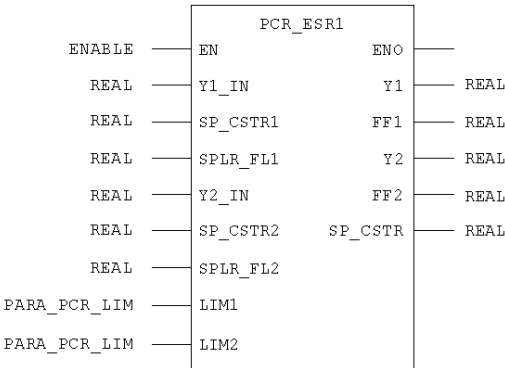 PCR_ESR1
ENABLE EN ENO
REAL Y1_IN Y1 REAL
REAL SP_CSTR1 FF1 REAL
REAL SPLR_FL1 Y2 REAL
REAL Y2_IN FF2 REAL
REAL SP_CSTR2 SP_CSTR REAL
REAL SPLR_FL2
PARA_PCR_LIM LIM1
PARA_PCR_LIM LIM2